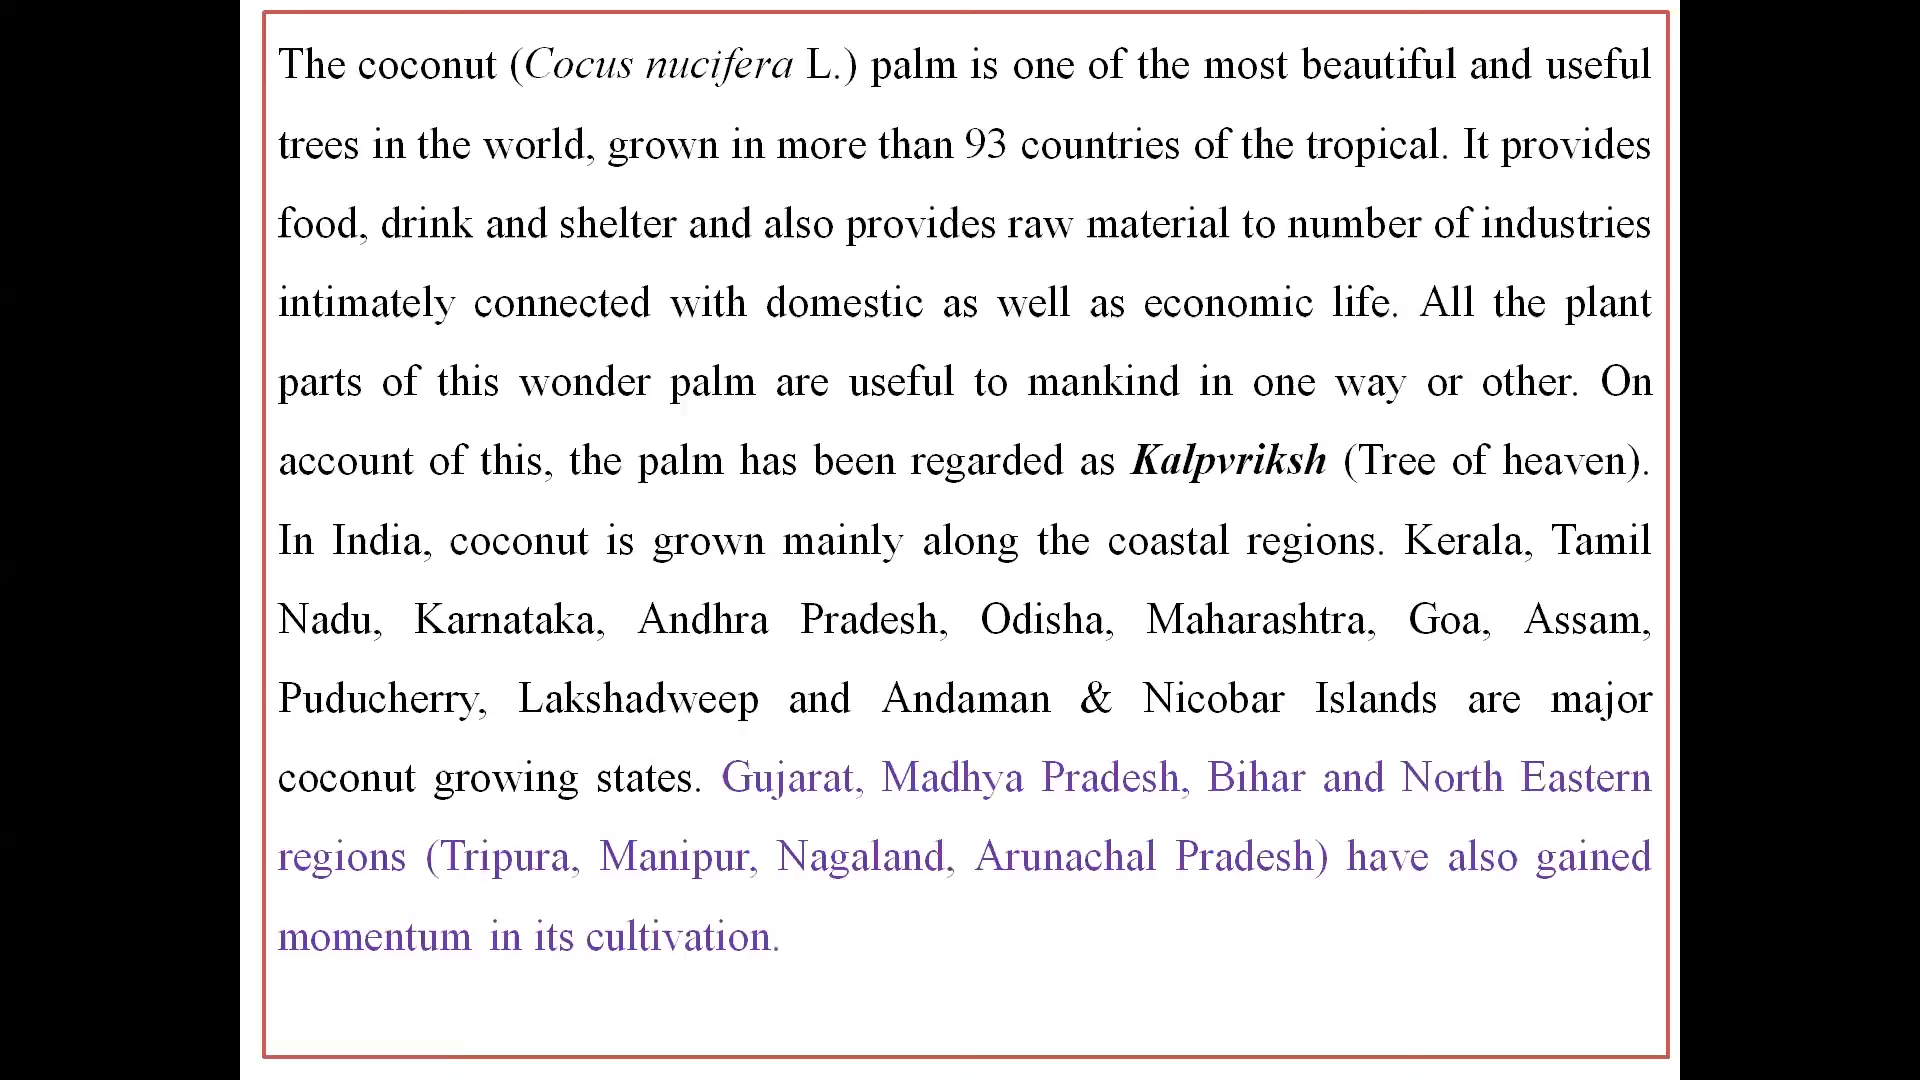 The coconut (Cocus nucifera L.) palm is one of the most beautiful and useful
trees in the world, grown in more than 93 countries of the tropical. It provides
food, drink and shelter and also provides raw material to number of industries
intimately connected with domestic as well as economic life. All the plant
parts of this wonder palm are useful to mankind in one way or other. On
account of this, the palm has been regarded as Kalpvriksh (Tree of heaven).
In India, coconut is grown mainly along the coastal regions. Kerala, Tamil
Nadu, Karnataka, Andhra Pradesh, Odisha, Maharashtra, Goa, Assam,
Puducherry, Lakshadweep and Andaman & Nicobar Islands are major
coconut growing states. Gujarat, Madhya Pradesh, Bihar and North Eastern
regions (Tripura, Manipur, Nagaland, Arunachal Pradesh) have also gained
momentum in its cultivation.